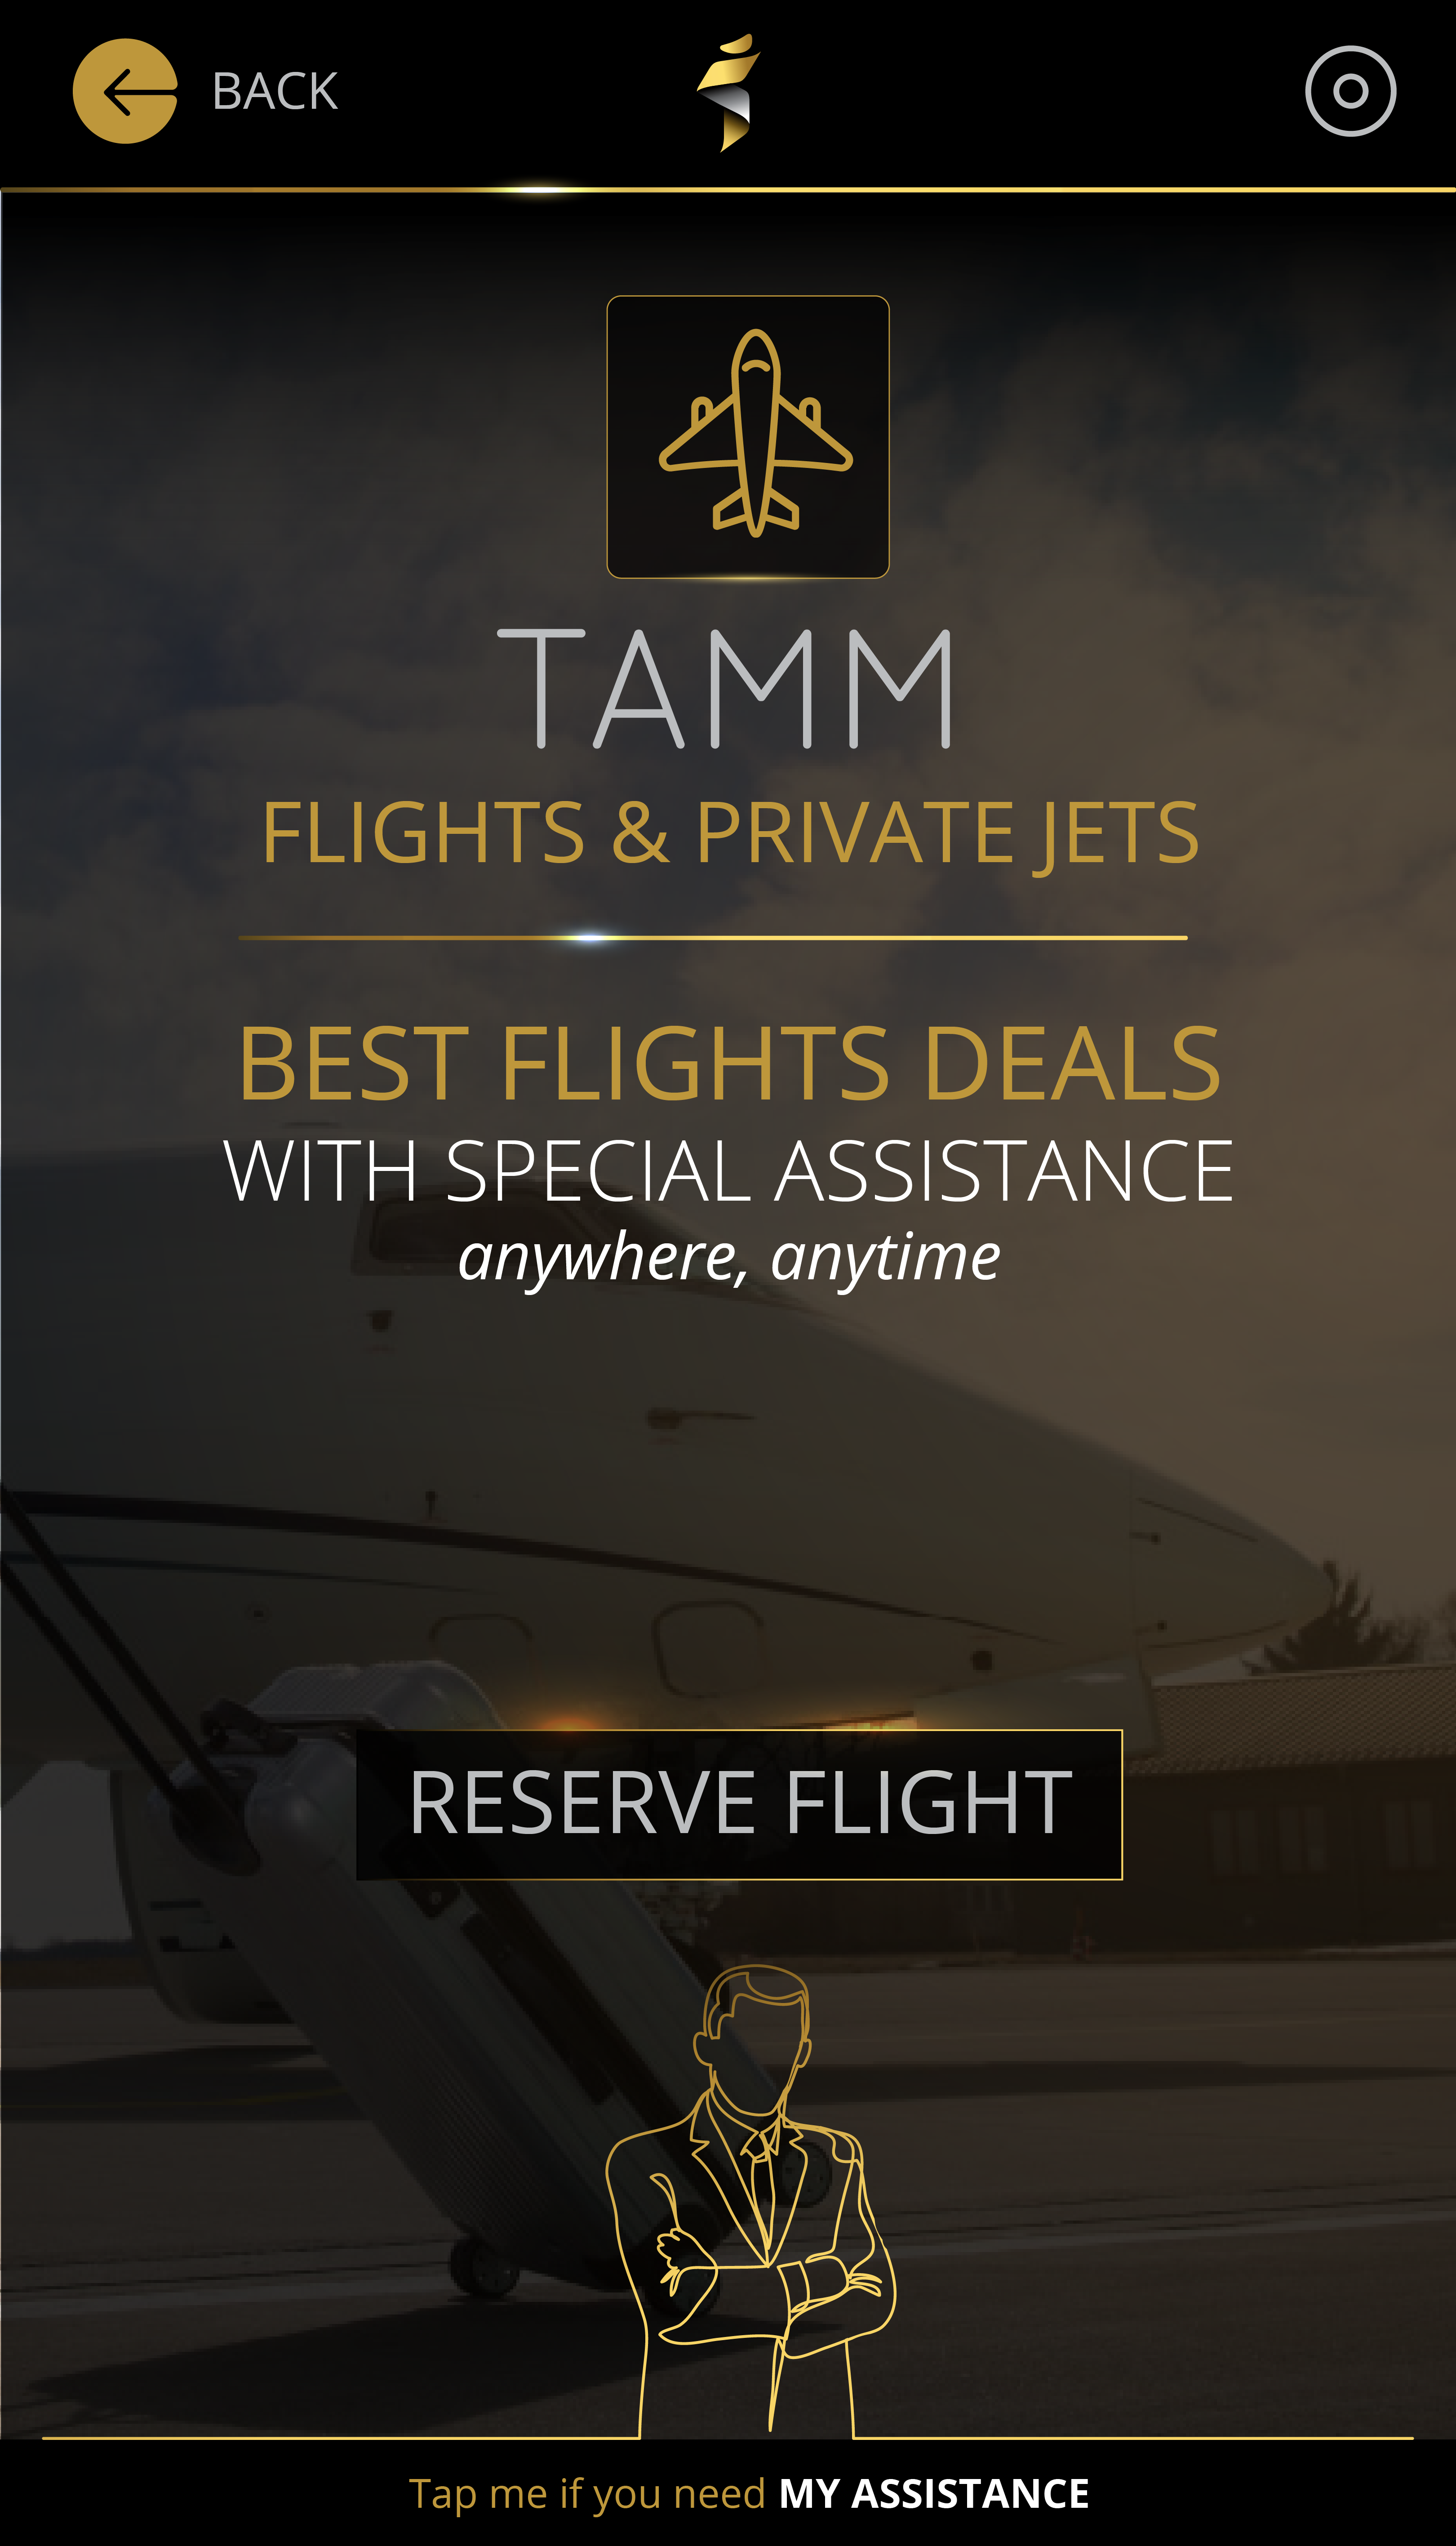 BACK
TAMM
FLIGHTS & PRIVATE JETS
BEST FLIGHTS DEALS
WITH SPECIAL ASSISTANCE
anywhere, anytime
RESERVE FLIGHT
Tap me if you need MY ASSISTANCE